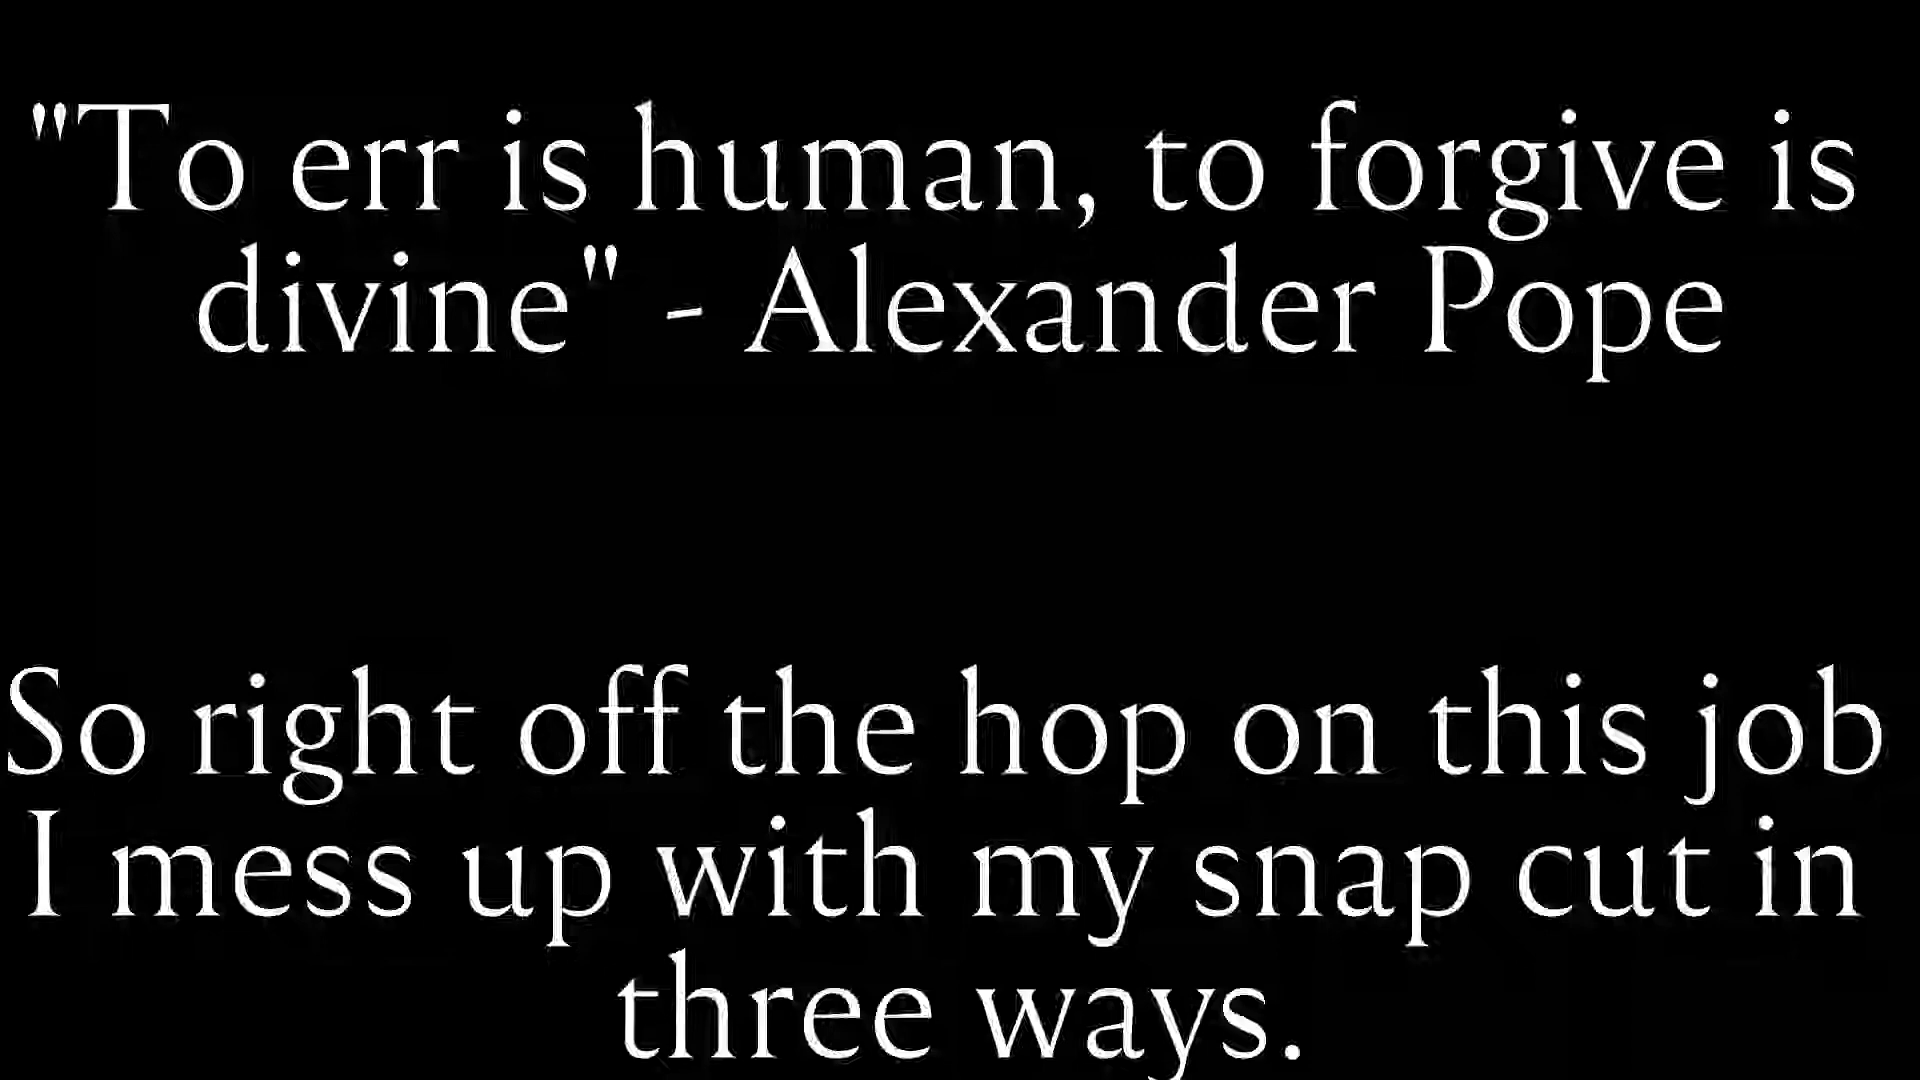 "To err is human, to forgive is
divine" - Alexander Pope
So right off the hop on this job
I mess up with my snap cut in
three ways.